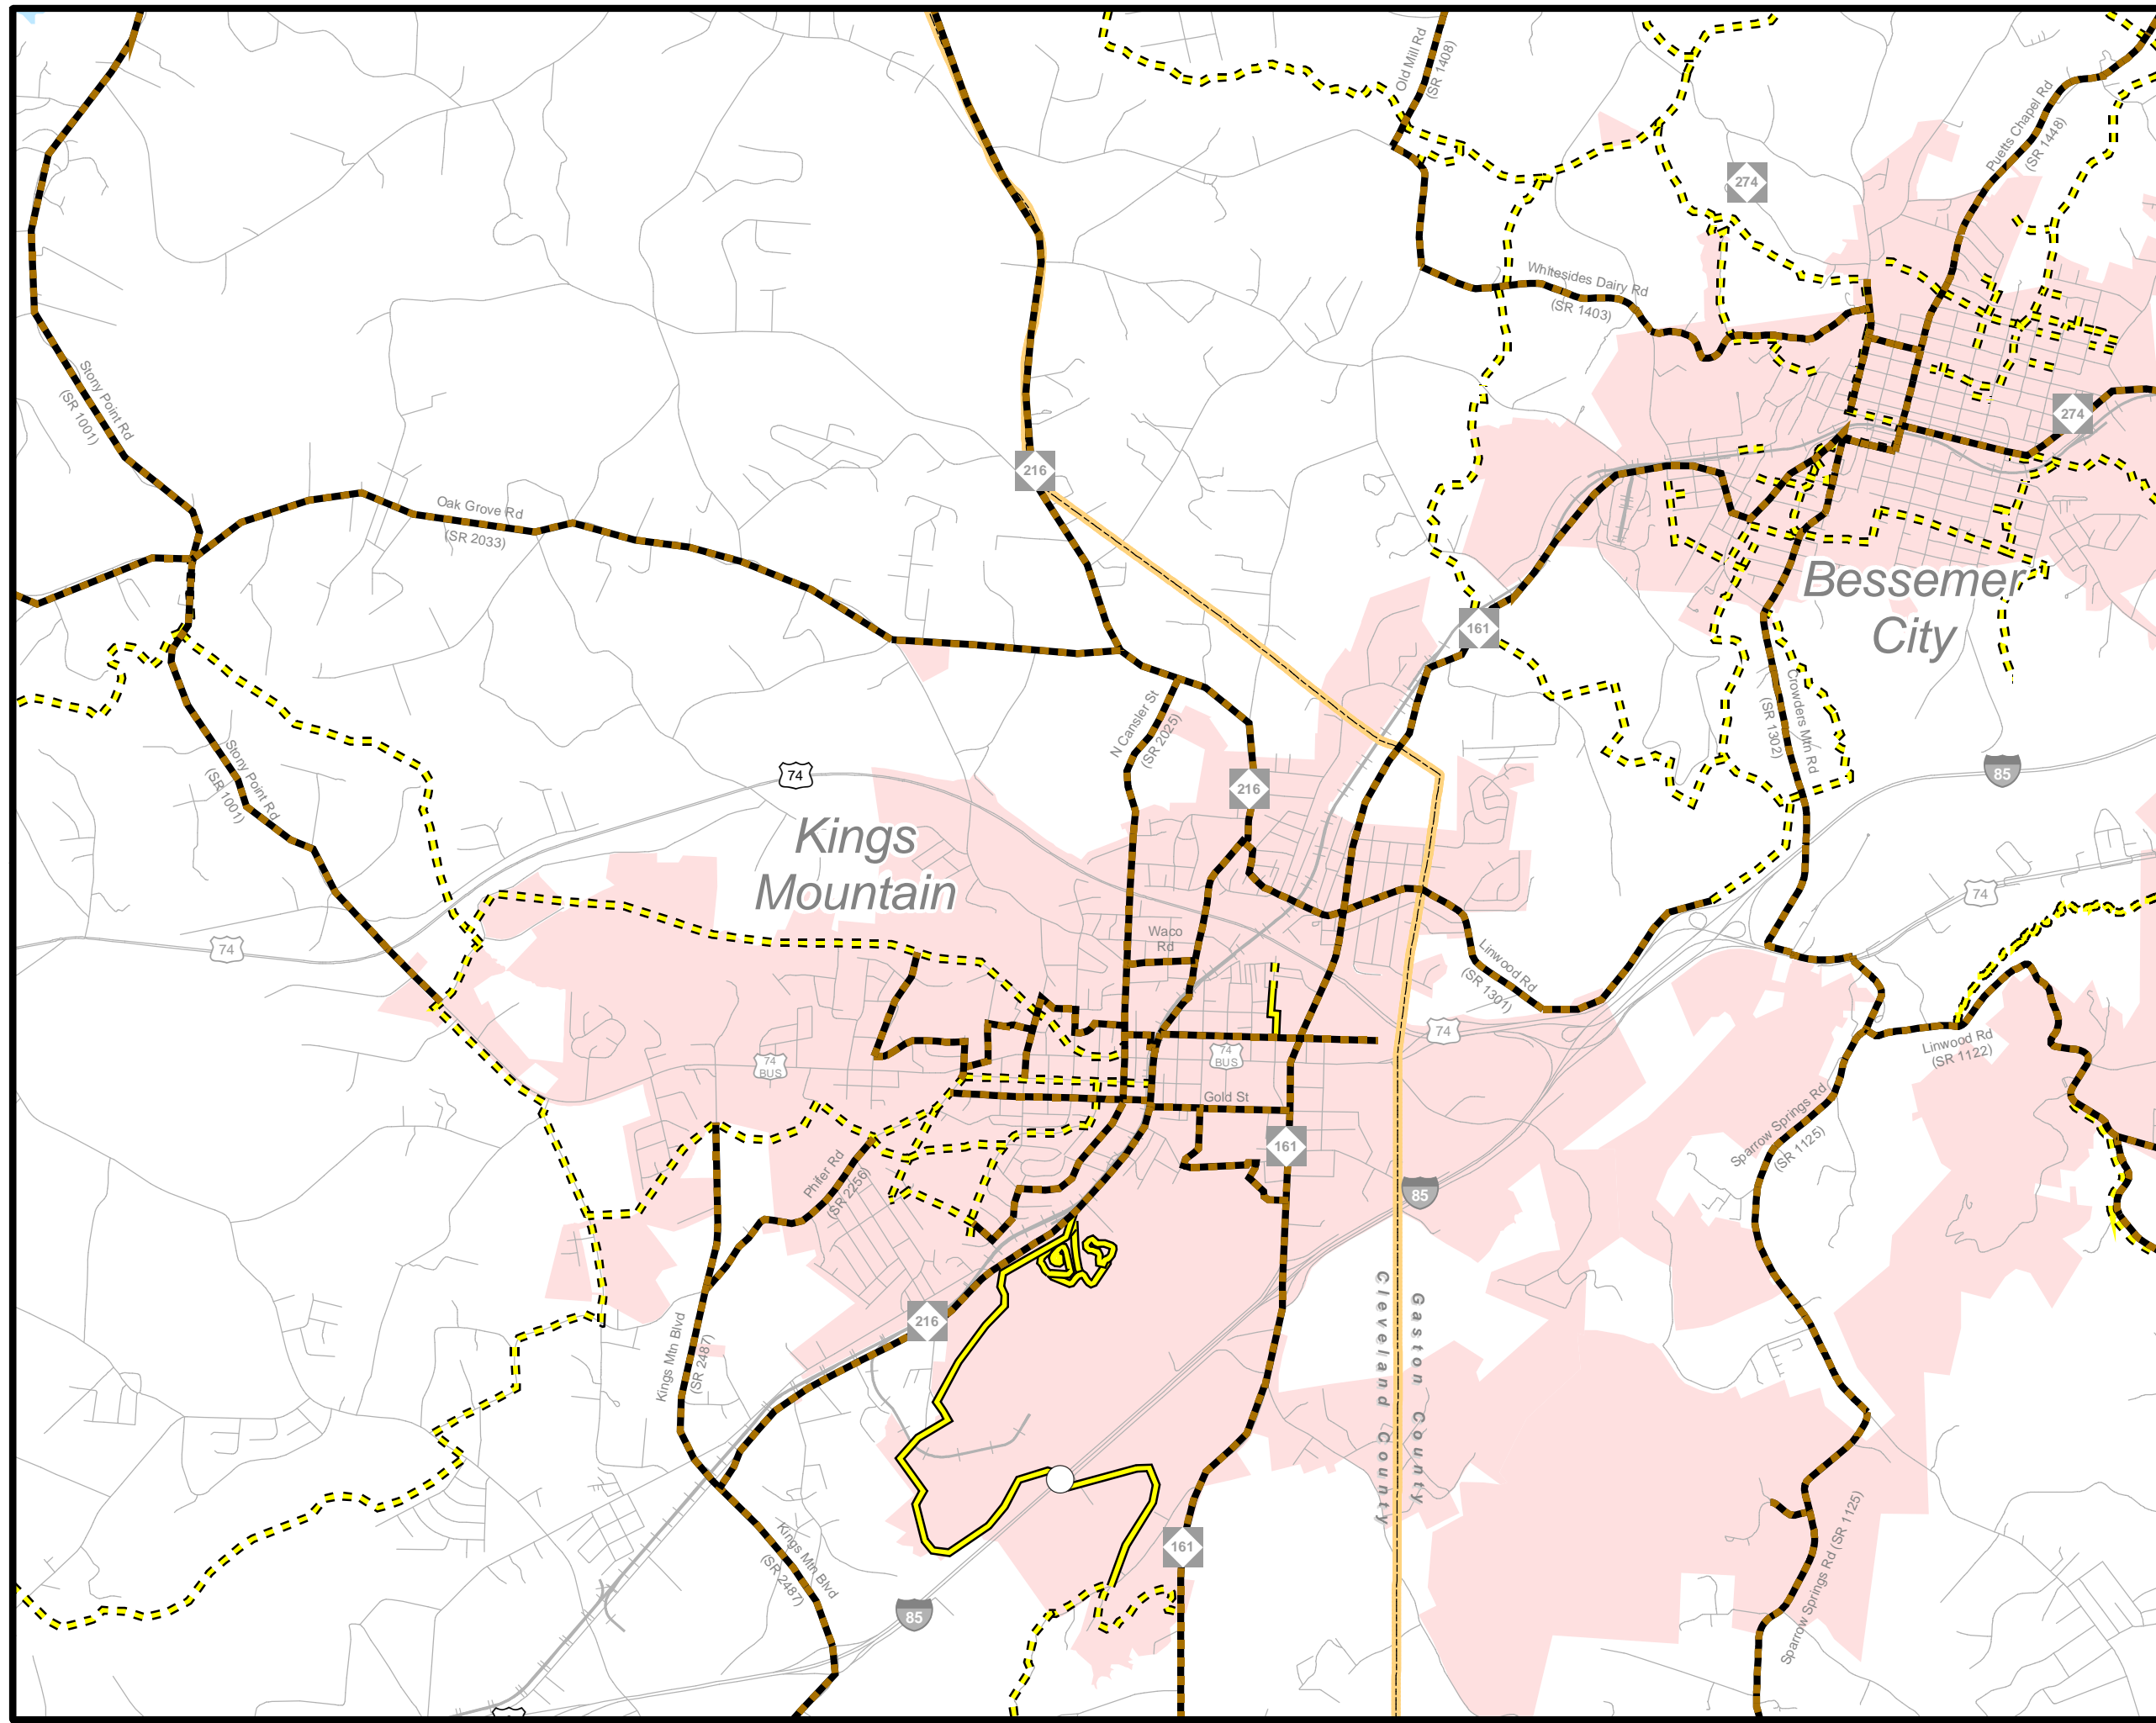 Old Mill Rd
(SR 1408)
Puetts Chapel Rd
(SR 1448)
274
Whitesides Dairy Rd
(SR 1403)
Stony Point Rd
(SR 1001)
274
216
Oak Grove Rd
(SR 2033)
Bessemer
City
161
N Cansler St
(SR 2025)
Crowders Mtn Rd
(SR 1302)
Stony Point Rd
(SR 1001)
74
216
85
Kings
Mountain
74
74
Waco
Rd
Linwood Rd
(SR 1301)
74
74
BUS
74
BUS
Linwood Rd
(SR 1122)
Gold St
Sparrow Springs Rd
(SR 1125)
161
Phifer Rd
(SR 2256)
85
216
Kings Mtn Blvd
(SR 2487)
Cleveland County
Gaston County
161
Kings Mtn Blvd
(SR 2487)
Sparrow Springs Rd (SR 1125)
85